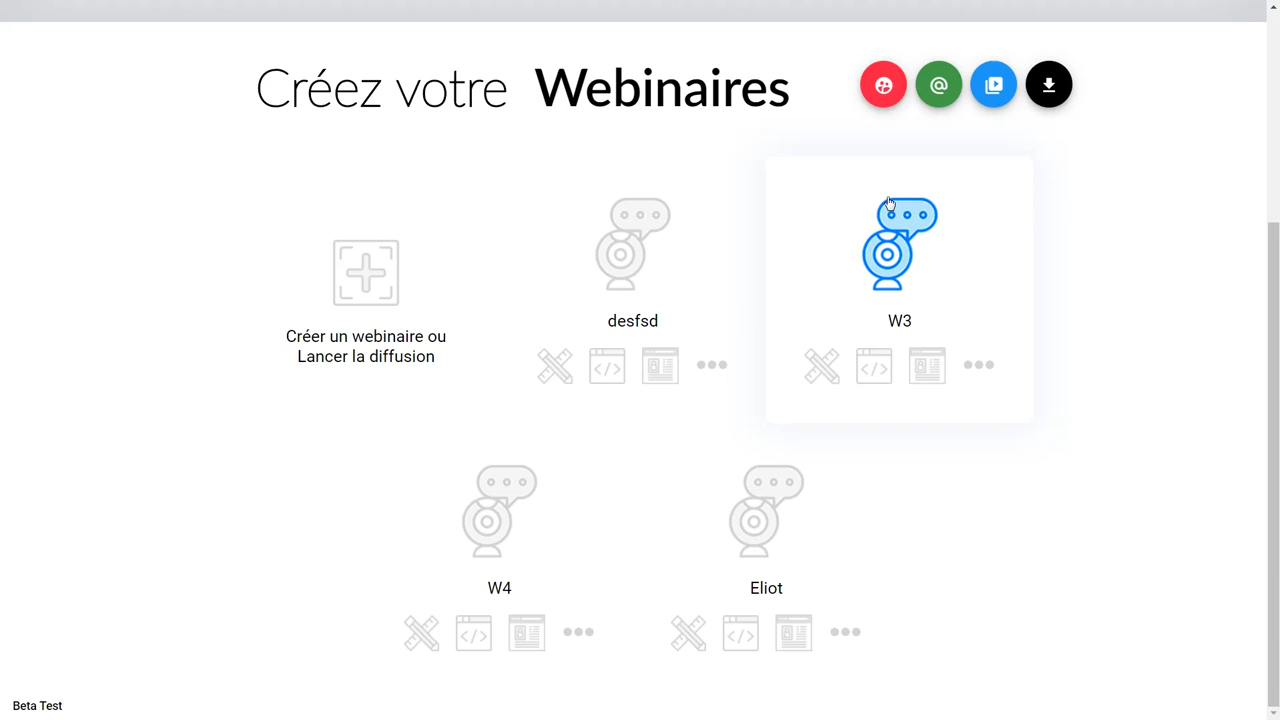 Créez votre Webinaires
Créer un webinaire ou
Lancer la diffusion
desfsd
W3
W4
Eliot
Beta Test